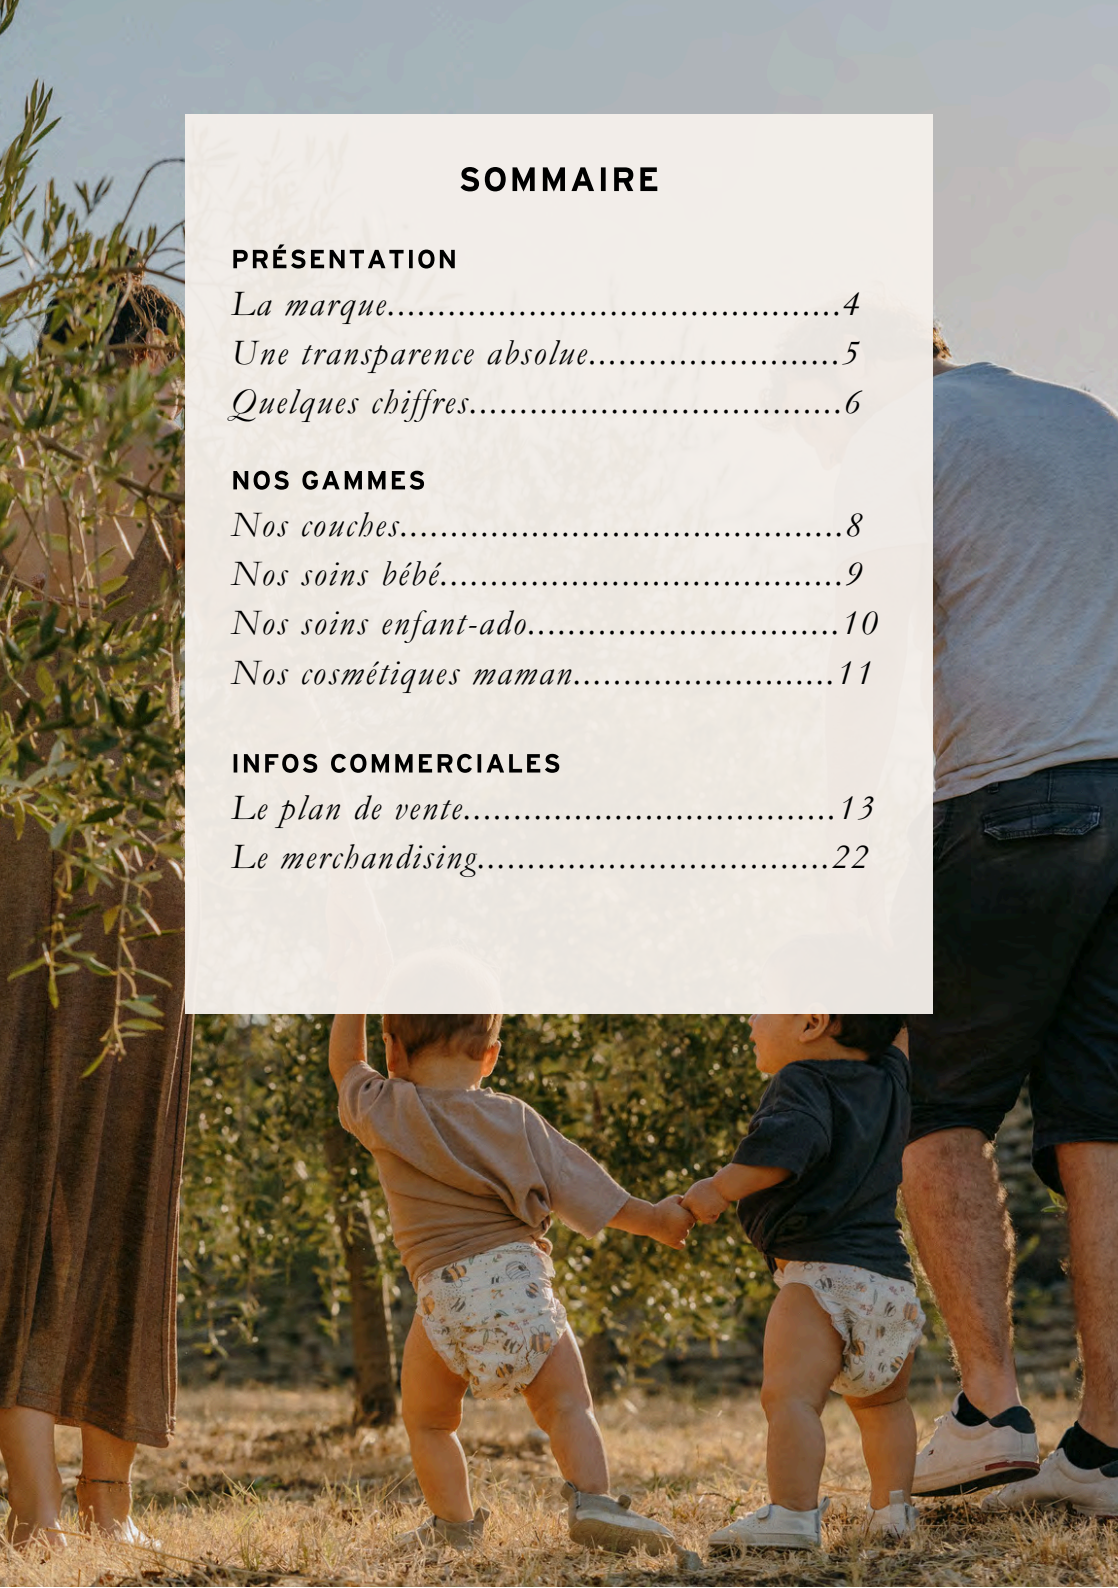 SOMMAIRE
PRÉSENTATION
La marque.............................................4
Une transparence absolue.........................5
Quelques chiffres.....................................6
NOS GAMMES
Nos couches............................................8
Nos soins bébé........................................9
Nos soins enfant-ado...............................10
Nos cosmétiques maman..........................11
INFOS COMMERCIALES
Le plan de vente.....................................13
Le merchandising...................................22